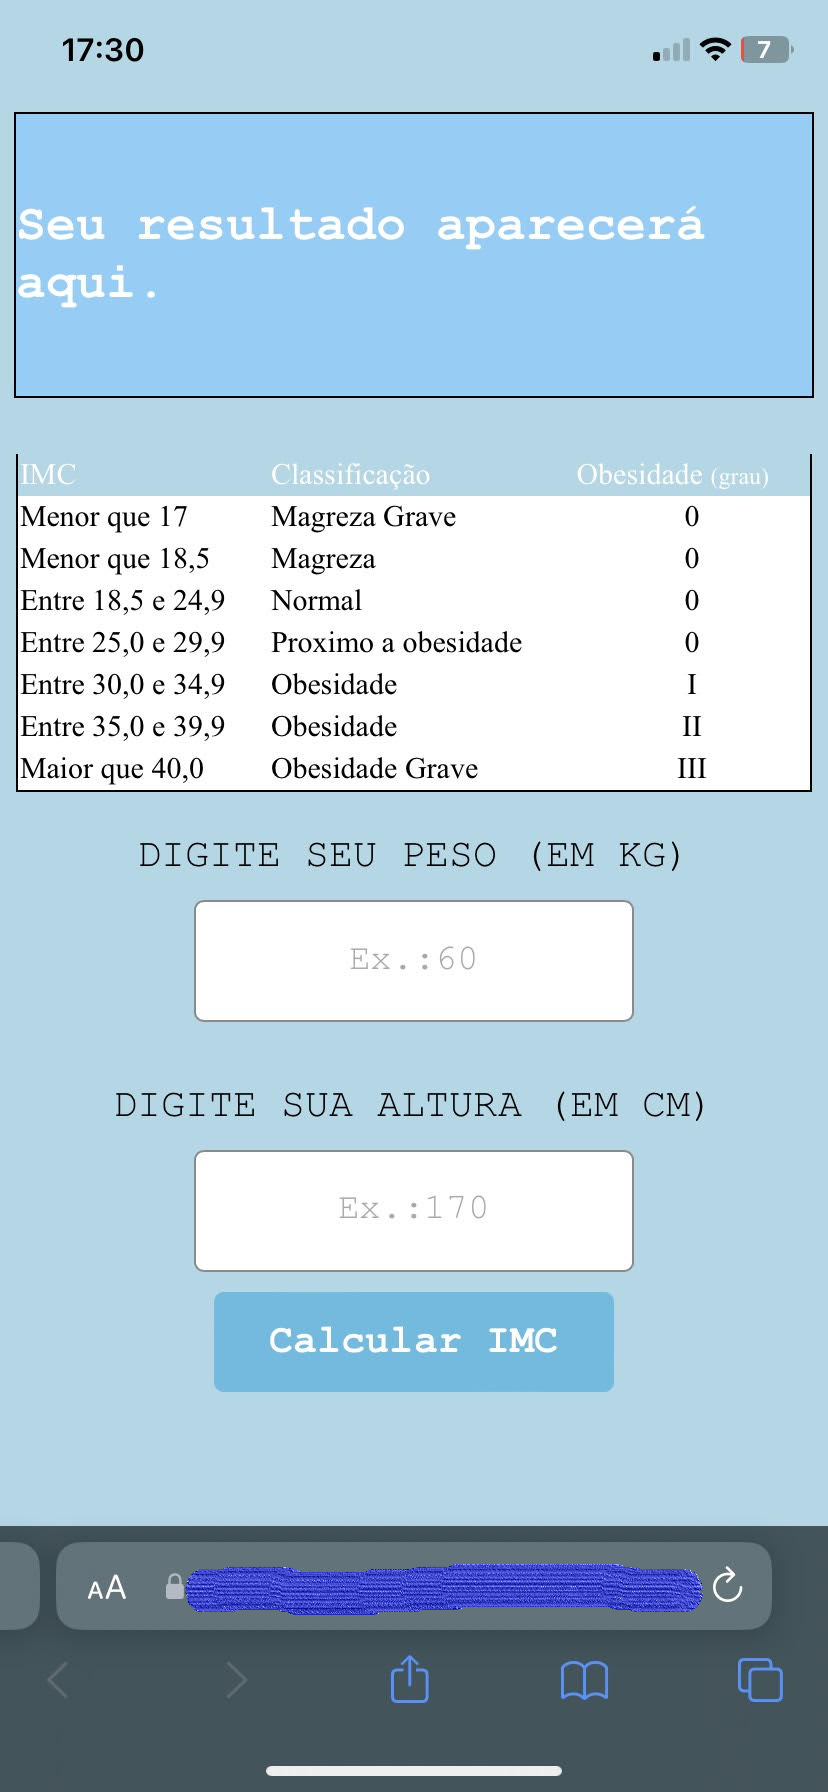 17:30
7
Seu resultado aparecerá
aqui.
IMC Classificação Obesidade (grau)
Menor que 17 Magreza Grave 0
Menor que 18,5 Magreza 0
Entre 18,5 e 24,9 Normal 0
Entre 25,0 e 29,9 Proximo a obesidade 0
Entre 30,0 e 34,9 Obesidade I
Entre 35,0 e 39,9 Obesidade II
Maior que 40,0 Obesidade Grave III
DIGITE SEU PESO (EM KG)
Ex.:60
DIGITE SUA ALTURA (EM CM)
Ex.:170
Calcular IMC
AA